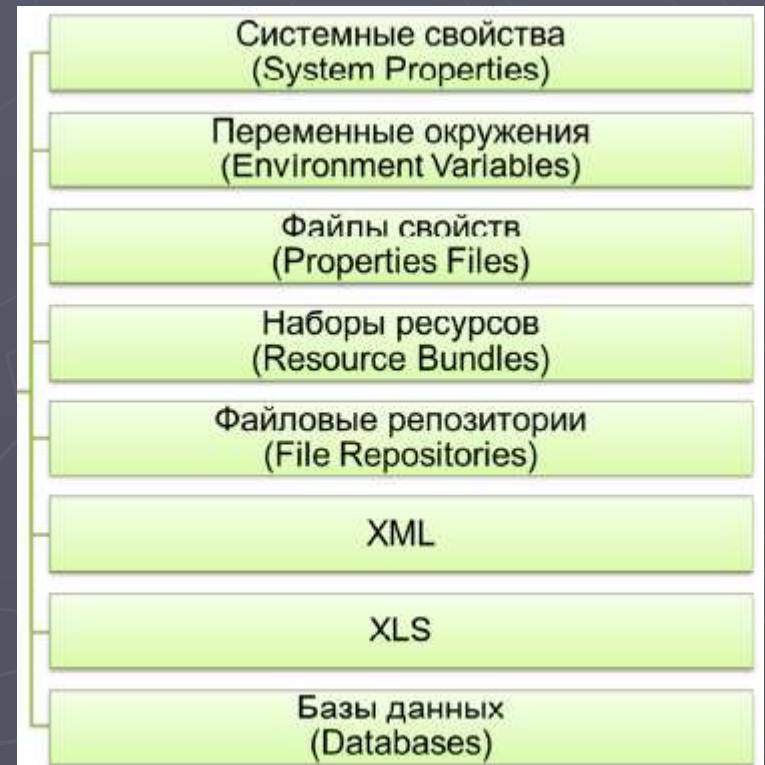 Системные свойства
(System Properties)
Переменные окружения
(Environment Variables)
Файлы свойств
(Properties Files)
Наборы ресурсов
(Resource Bundles)
Файловые репозитории
(File Repositories)
XML
XLS
Базы данных
(Databases)